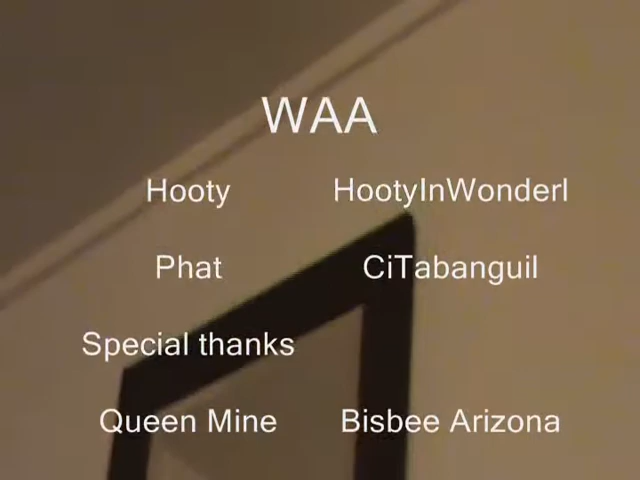 WAA
Hooty HootyInWonderl
Phat CiTabanguil
Special thanks
Queen Mine Bisbee Arizona